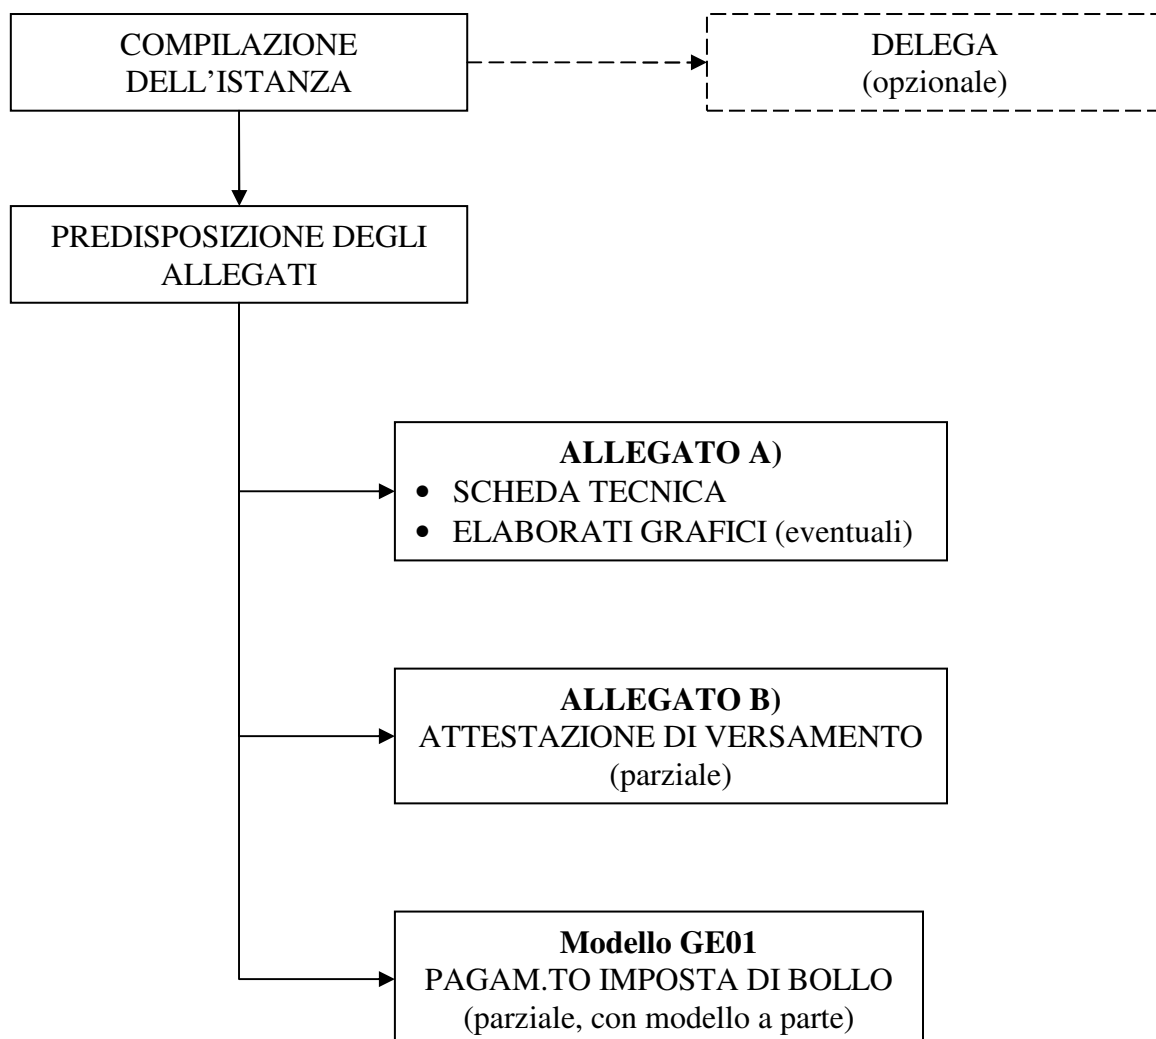 COMPILAZIONE
DELL’ISTANZA
DELEGA
(opzionale)
PREDISPOSIZIONE DEGLI
ALLEGATI
ALLEGATO A)
• SCHEDA TECNICA
• ELABORATI GRAFICI (eventuali)
ALLEGATO B)
ATTESTAZIONE DI VERSAMENTO
(parziale)
Modello GE01
PAGAM.TO IMPOSTA DI BOLLO
(parziale, con modello a parte)